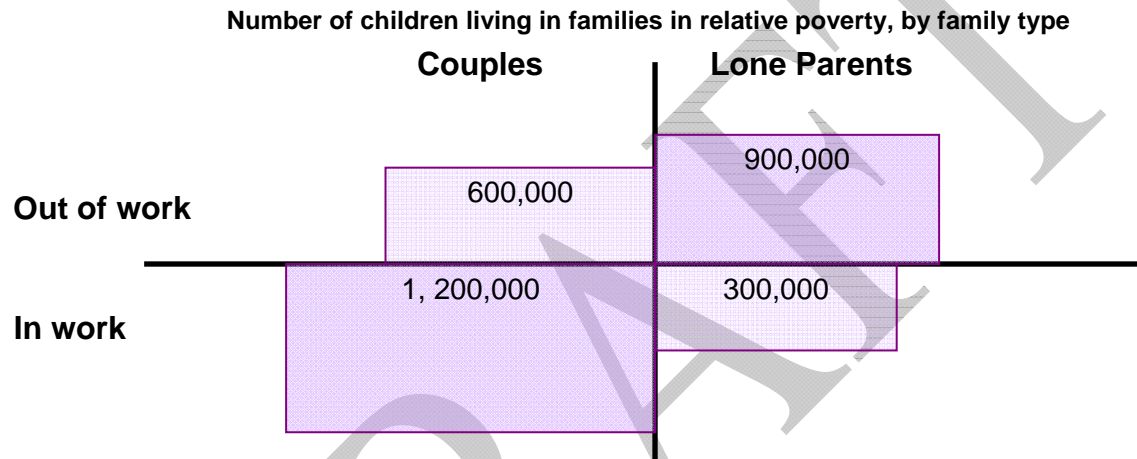 Number of children living in families in relative poverty, by family type
Couples Lone Parents
Out of work 600,000 900,000
In work 1, 200,000 300,000